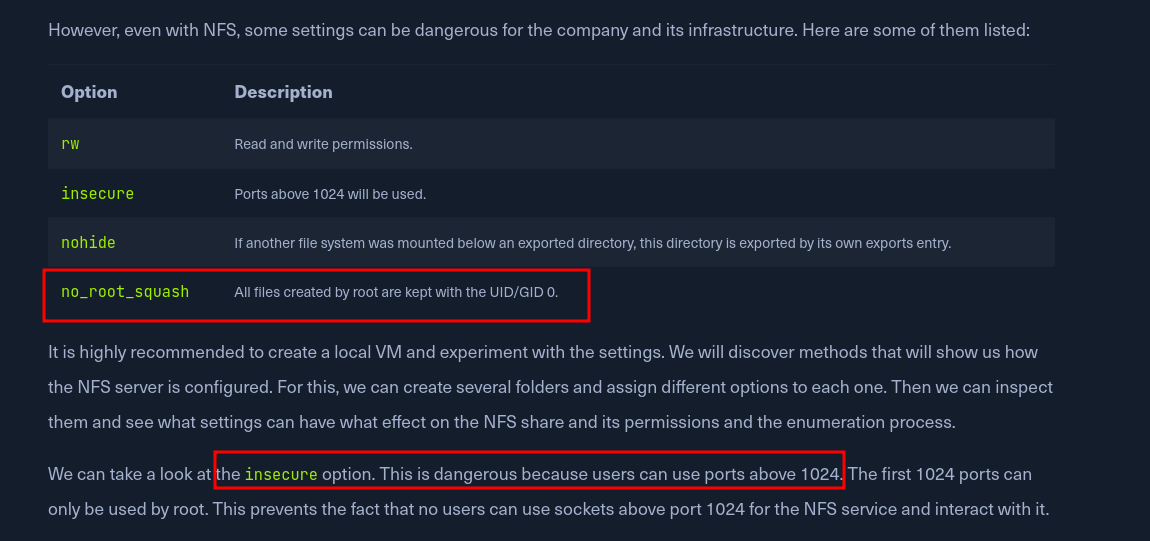 However, even with NFS, some settings can be dangerous for the company and its infrastructure. Here are some of them listed:
Option Description
rw Read and write permissions.
insecure Ports above 1024 will be used.
nohide If another file system was mounted below an exported directory, this directory is exported by its own exports entry.
no_root_squash All files created by root are kept with the UID/GID 0.
It is highly recommended to create a local VM and experiment with the settings. We will discover methods that will show us how
the NFS server is configured. For this, we can create several folders and assign different options to each one. Then we can inspect
them and see what settings can have what effect on the NFS share and its permissions and the enumeration process.
We can take a look at the insecure option. This is dangerous because users can use ports above 1024. The first 1024 ports can
only be used by root. This prevents the fact that no users can use sockets above port 1024 for the NFS service and interact with it.